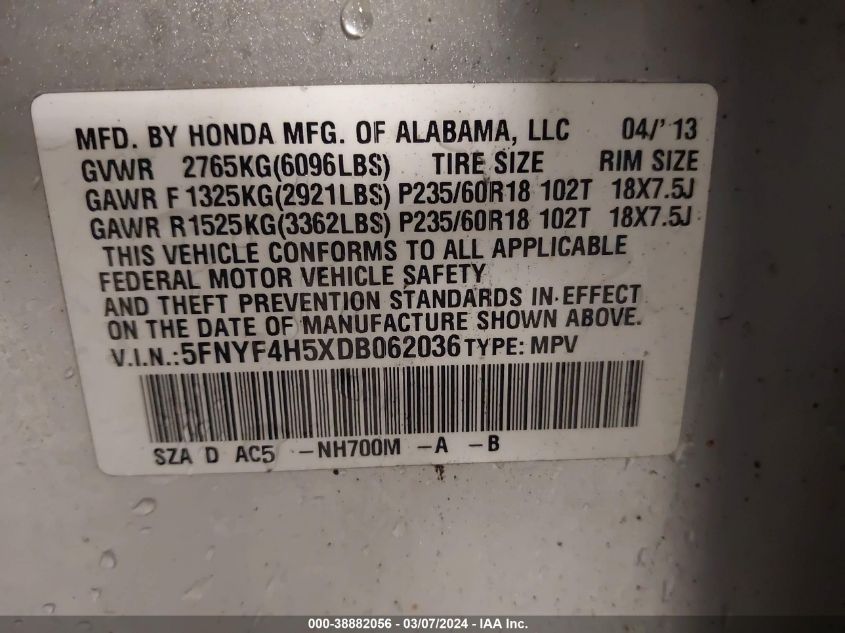 MFD. BY HONDA MFG. OF ALABAMA, LLC 04/'13
GVWR 2765KG(6096LBS) TIRE SIZE RIM SIZE
GAWR F 1325KG(2921LBS) P235/60R18 102T 18X7.5J
GAWR R1525KG(3362LBS) P235/60R18 102T 18X7.5J
THIS VEHICLE CONFORMS TO ALL APPLICABLE
FEDERAL MOTOR VEHICLE SAFETY
AND THEFT PREVENTION STANDARDS IN EFFECT
ON THE DATE OF MANUFACTURE SHOWN ABOVE.
V.I.N.:5FNYF4H5XDB062036 TYPE: MPV
SZA D AC5 -NH700M -A -B
000-38882056 - 03/07/2024 - IAA Inc.